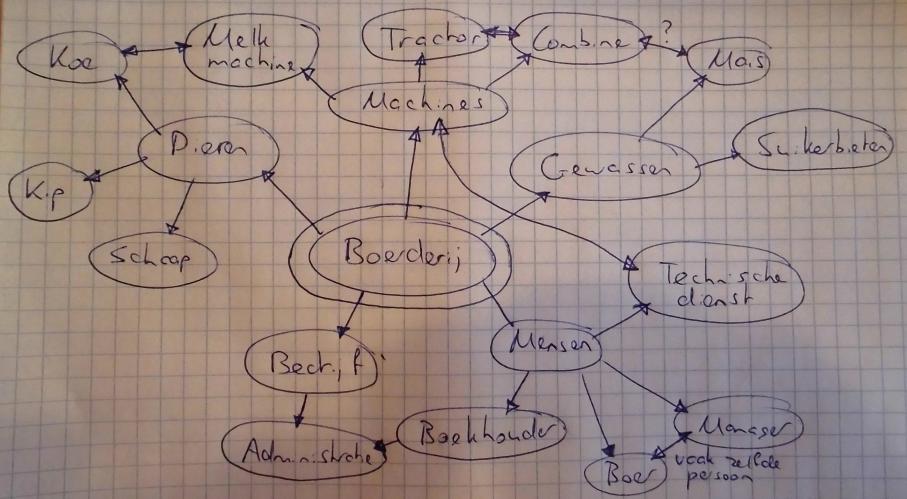 Koe
Melk
machine
Tractor
Combine
?
Mais
Machines
Dieren
Gewassen
Suikerbieten
Kip
Schaap
Boerderij
Technische
dienst
Mensen
Bedrijf
Administratie
Boekhouder
Manager
Boer
vaak zelfde
persoon